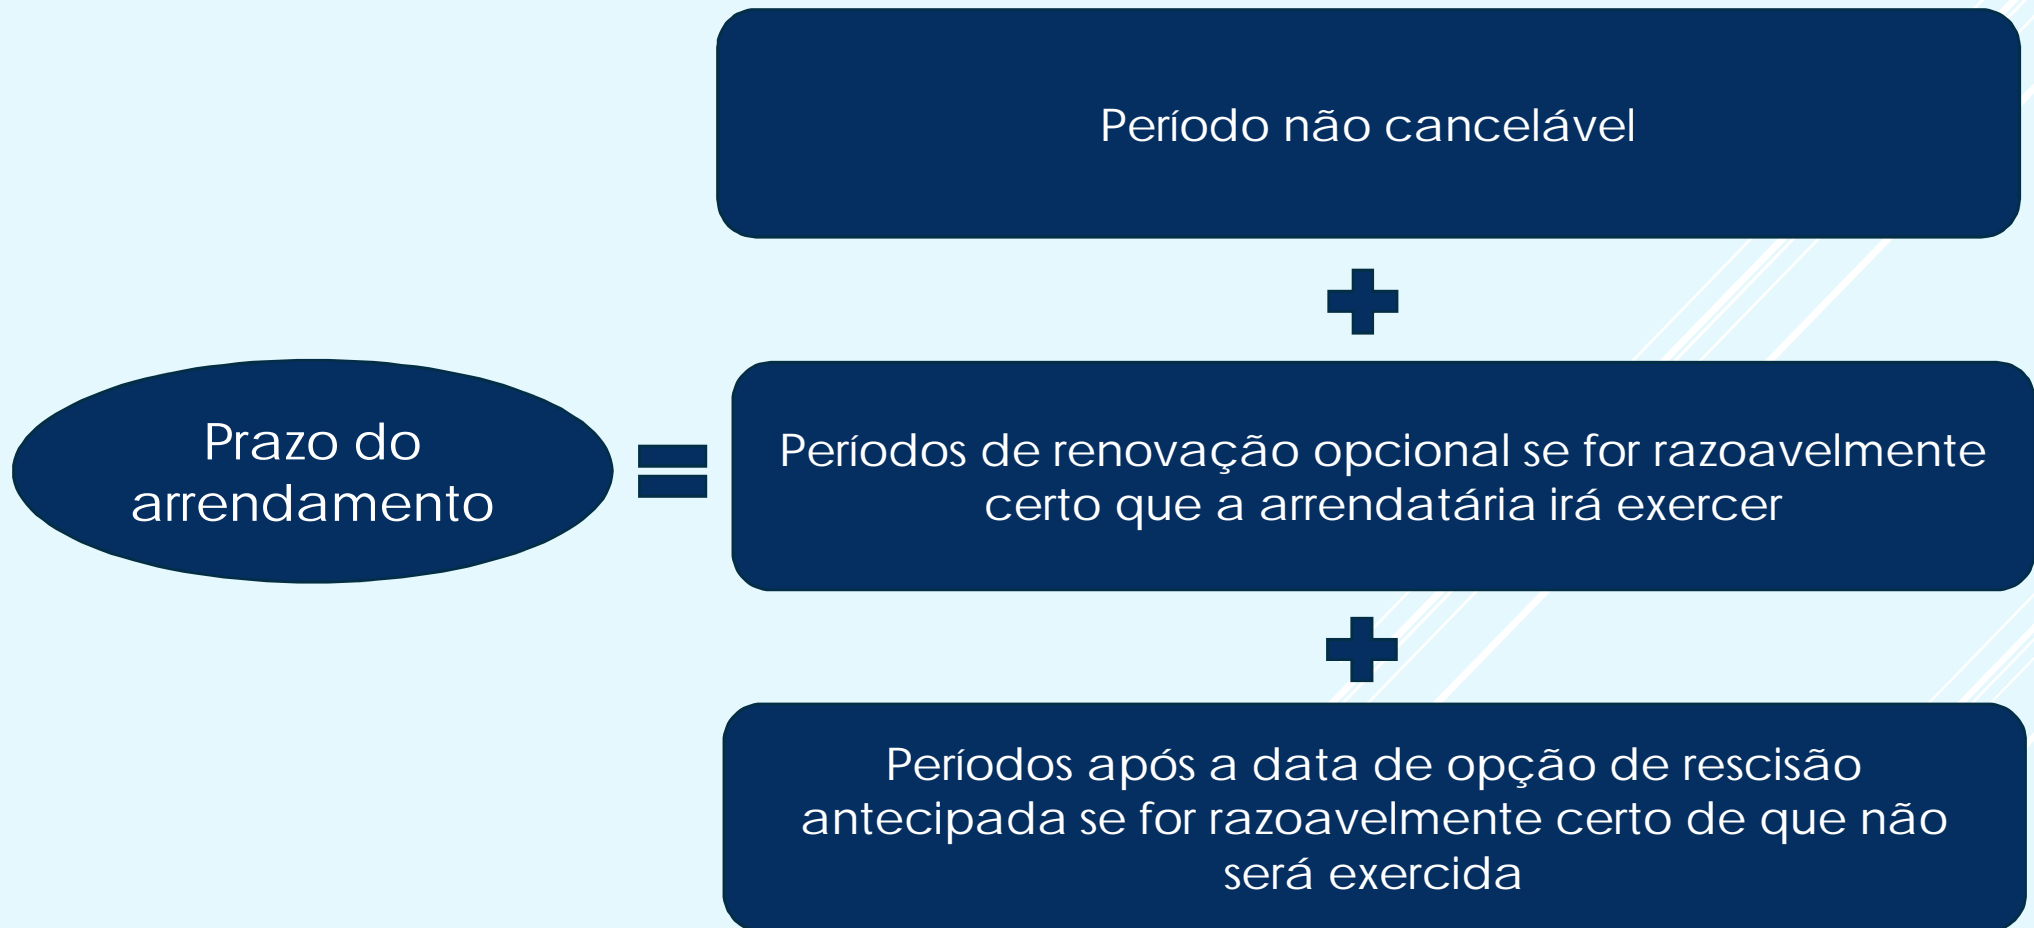 Período não cancelável
Prazo do
arrendamento
Períodos de renovação opcional se for razoavelmente
certo que a arrendatária irá exercer
Períodos após a data de opção de rescisão
antecipada se for razoavelmente certo de que não
será exercida